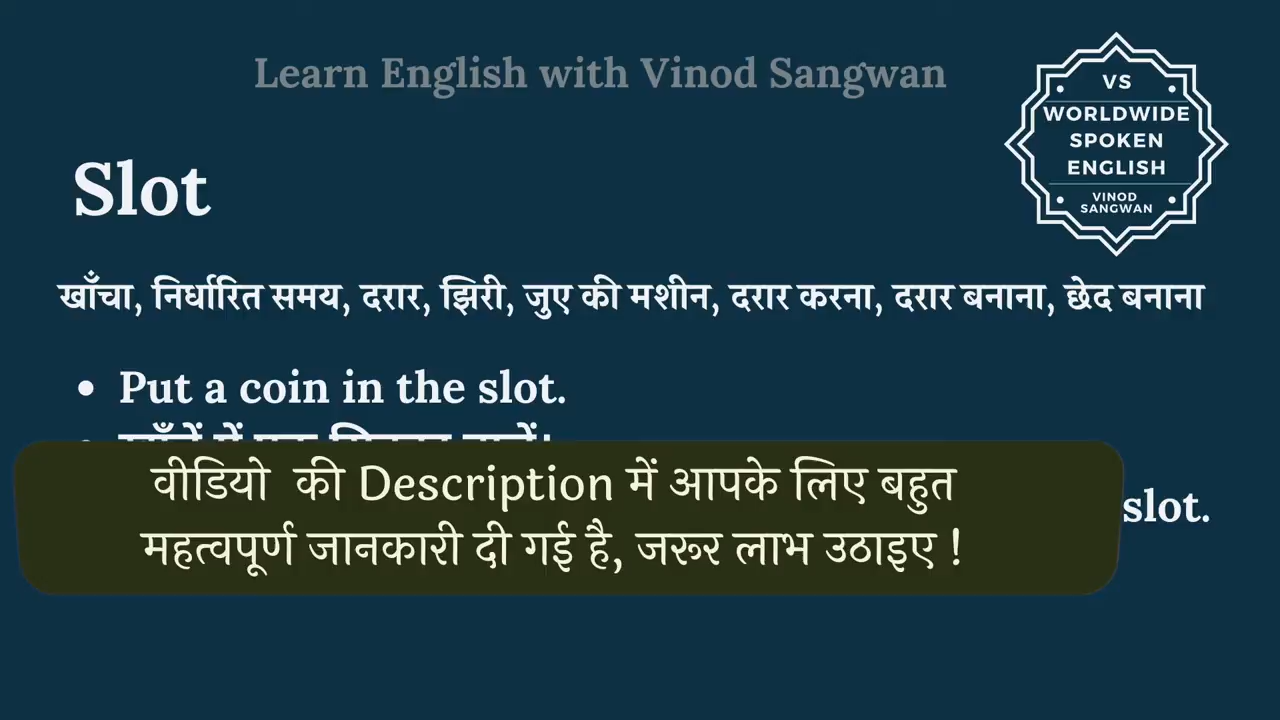 Learn English with Vinod Sangwan
VS
WORLDWIDE
SPOKEN
ENGLISH
VINOD
SANGWAN
Slot
खाँचा, निर्धारित समय, दरार, झिरी, जुए की मशीन, दरार करना, दरार बनाना, छेद बनाना
• Put a coin in the slot.
slot.
वीडियो की Description में आपके लिए बहुत
महत्वपूर्ण जानकारी दी गई है, जरूर लाभ उठाइए !